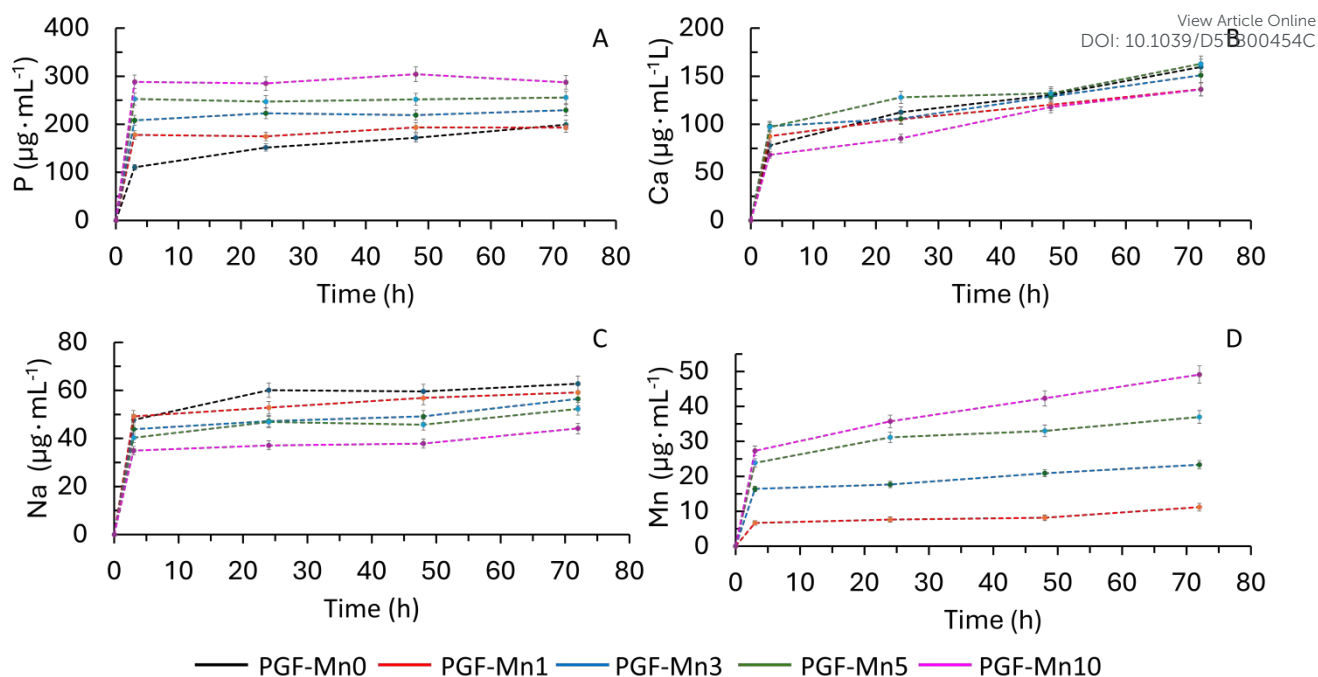 View Article Online
DOI: 10.1039/D5TB00454C
A
400
300
200
100
0
P (µg·mL⁻¹)
0 10 20 30 40 50 60 70 80
Time (h)
B
200
150
100
50
0
Ca (µg·mL⁻¹L)
0 10 20 30 40 50 60 70 80
Time (h)
C
80
60
40
20
0
Na (µg·mL⁻¹)
0 10 20 30 40 50 60 70 80
Time (h)
D
50
40
30
20
10
0
Mn (µg·mL⁻¹)
0 10 20 30 40 50 60 70 80
Time (h)
PGF-Mn0 PGF-Mn1 PGF-Mn3 PGF-Mn5 PGF-Mn10